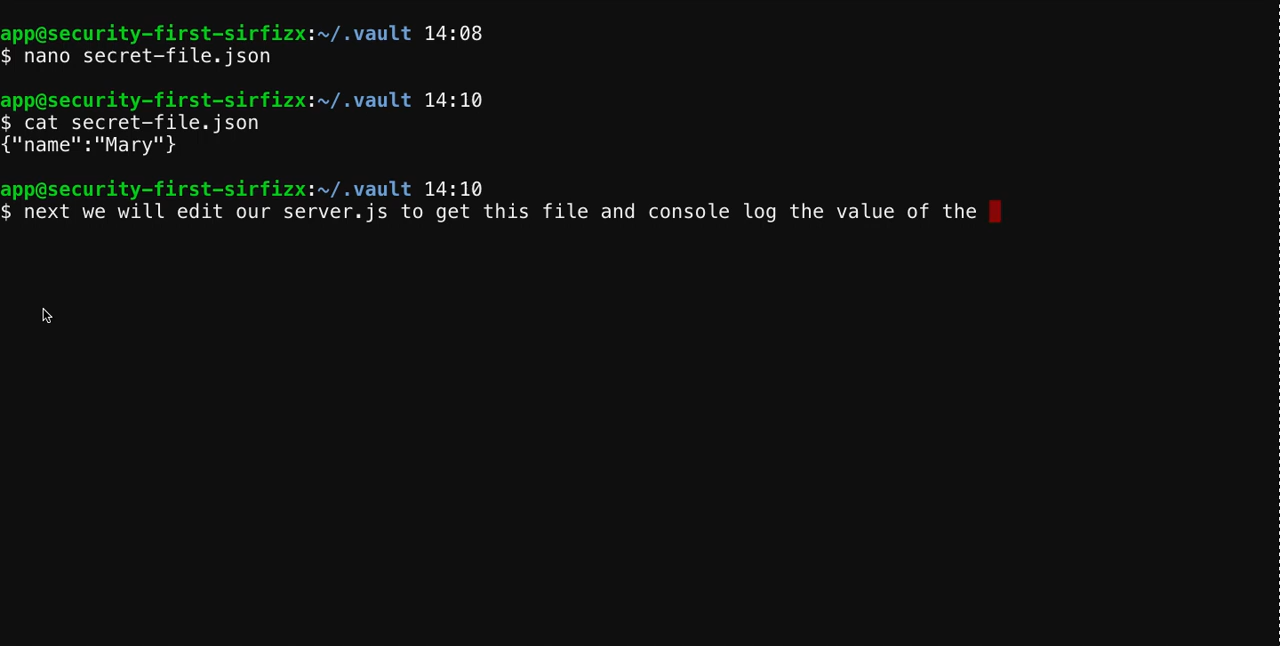 app@security-first-sirfizx:~/.vault 14:08
$ nano secret-file.json
app@security-first-sirfizx:~/.vault 14:10
$ cat secret-file.json
{"name":"Mary"}
app@security-first-sirfizx:~/.vault 14:10
$ next we will edit our server.js to get this file and console log the value of the